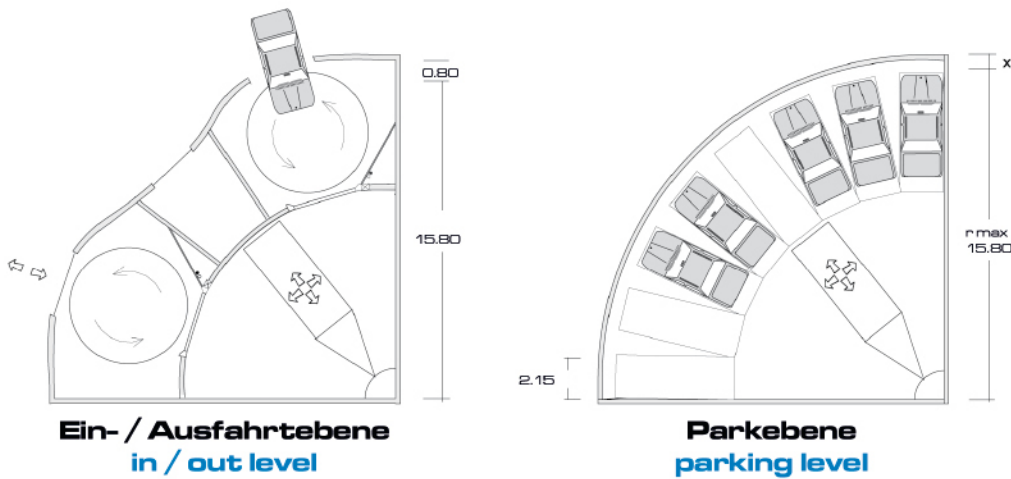 0.80
15.80
Ein- / Ausfahrtebene
in / out level
x
r max
15.80
2.15
Parkebene
parking level